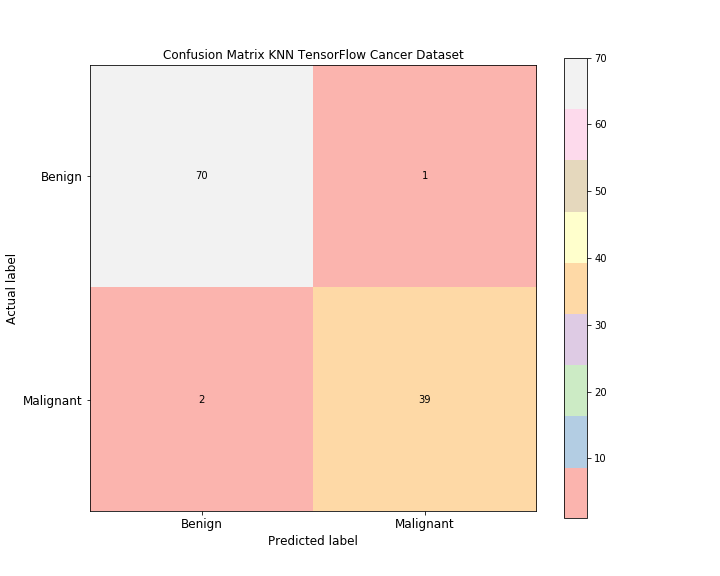 Confusion Matrix KNN TensorFlow Cancer Dataset
Actual label
Benign
70
1
Malignant
2
39
Benign
Malignant
Predicted label
70
60
50
40
30
20
10